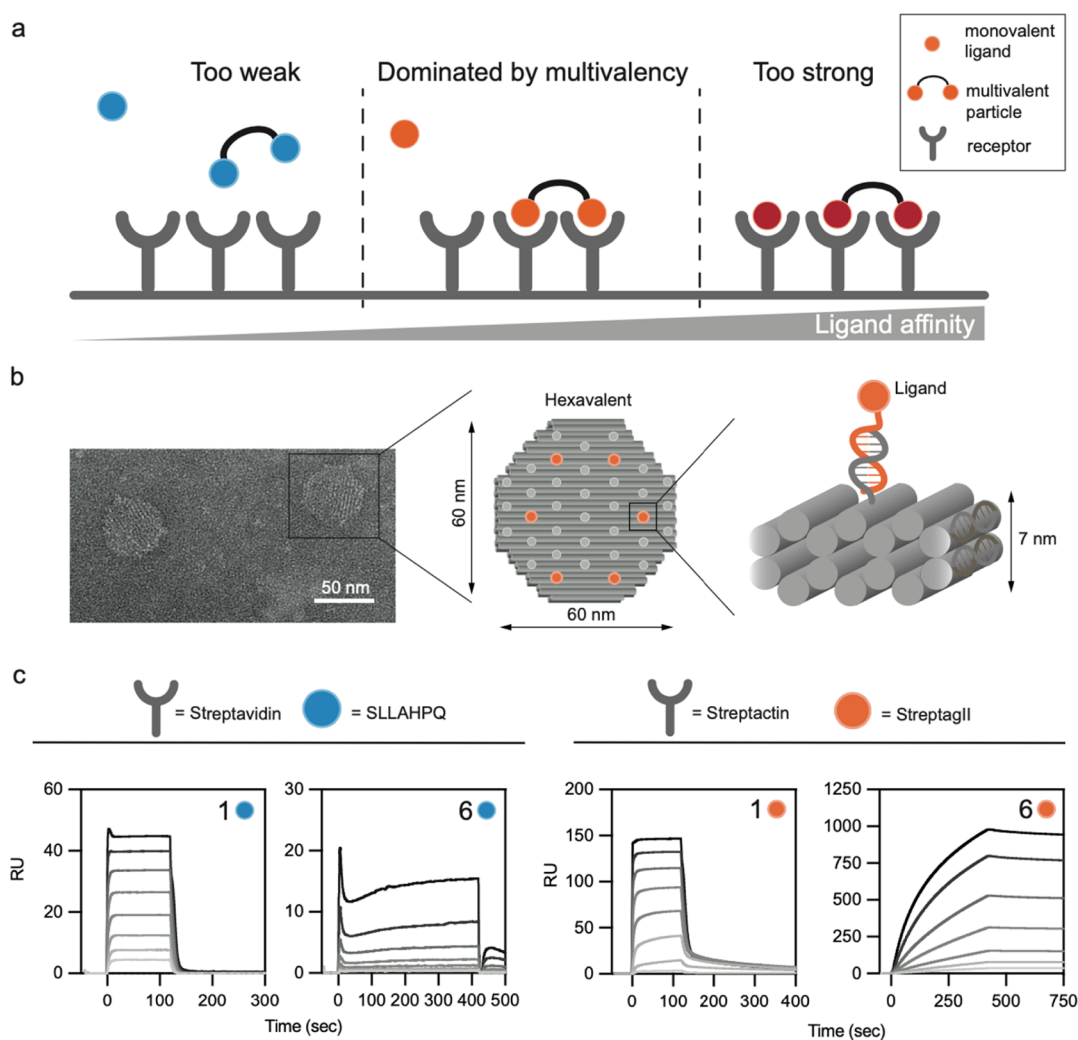 a
Too weak
Dominated by multivalency
Too strong
monovalent
ligand
multivalent
particle
receptor
Ligand affinity
b
50 nm
Hexavalent
60 nm
60 nm
Ligand
7 nm
c
= Streptavidin
= SLLAHPQ
= Streptactin
= StreptagII
RU
60
40
20
0
1
0
100
200
300
30
20
10
0
6
0
100
200
300
400
500
Time (sec)
RU
200
150
100
50
0
1
0
100
200
300
400
1250
1000
750
500
250
0
6
0
250
500
750
Time (sec)